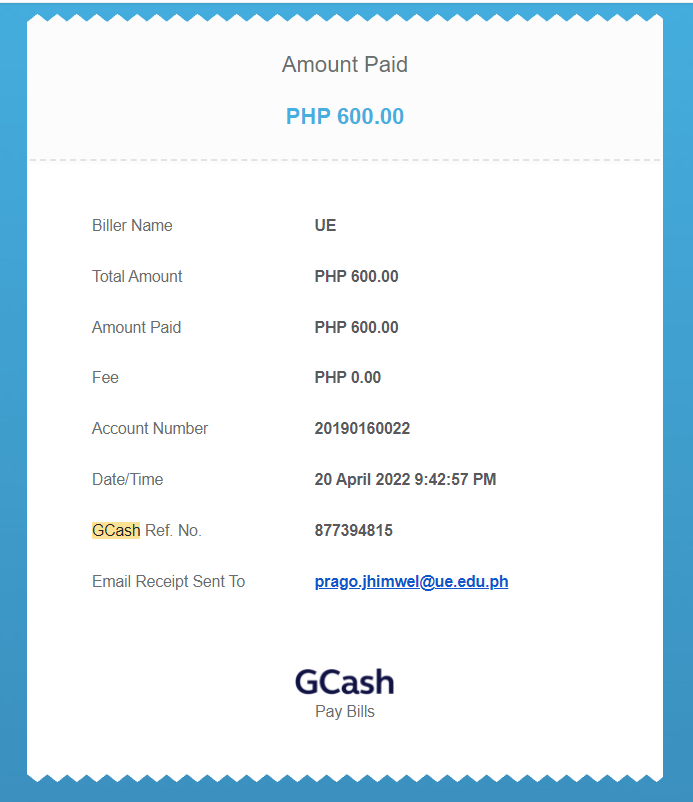 Amount Paid
PHP 600.00
Biller Name UE
Total Amount PHP 600.00
Amount Paid PHP 600.00
Fee PHP 0.00
Account Number 20190160022
Date/Time 20 April 2022 9:42:57 PM
GCash Ref. No. 877394815
Email Receipt Sent To prago.jhimwel@ue.edu.ph
GCash
Pay Bills